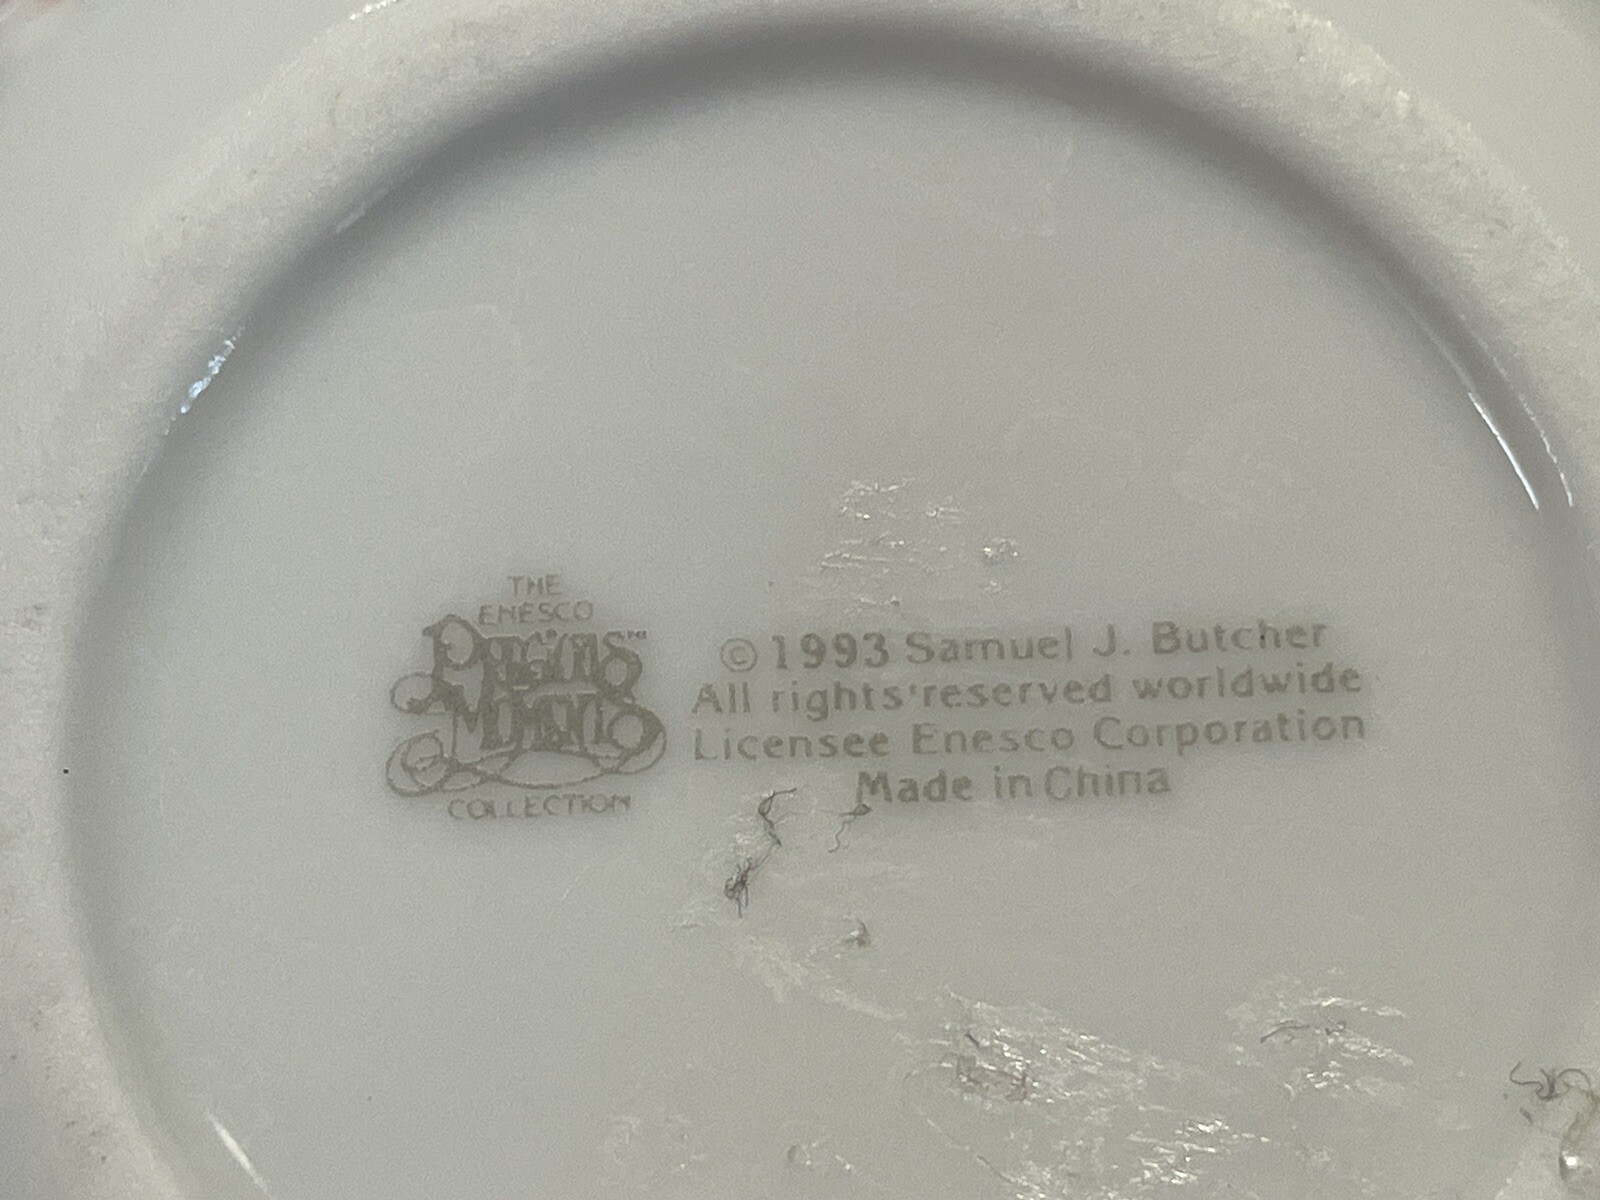 THE
ENESCO
Precious™
Moments
COLLECTION
© 1993 Samuel J. Butcher
All rights reserved worldwide
Licensee Enesco Corporation
Made in China